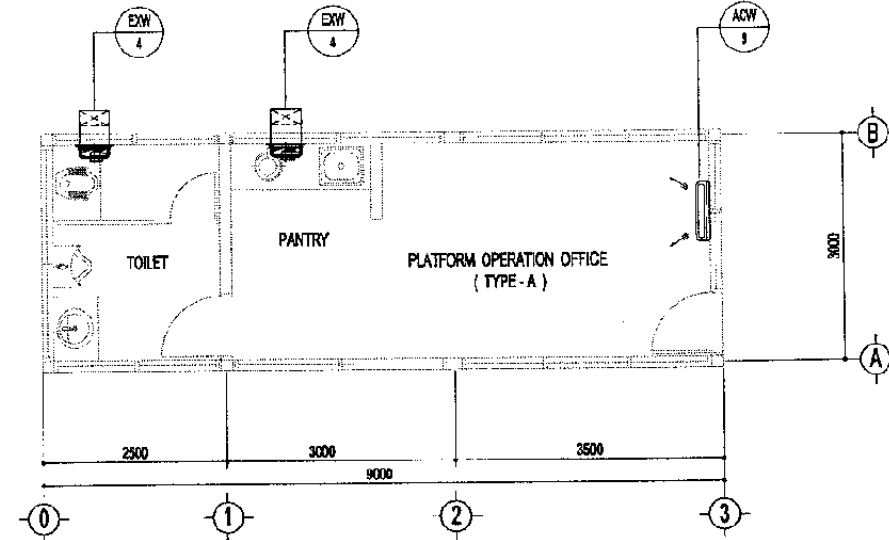 EXW
4
EXW
4
ACW
9
B
3000
PANTRY
TOILET
PLATFORM OPERATION OFFICE
( TYPE-A )
A
2500
3000
3500
9000
0
1
2
3